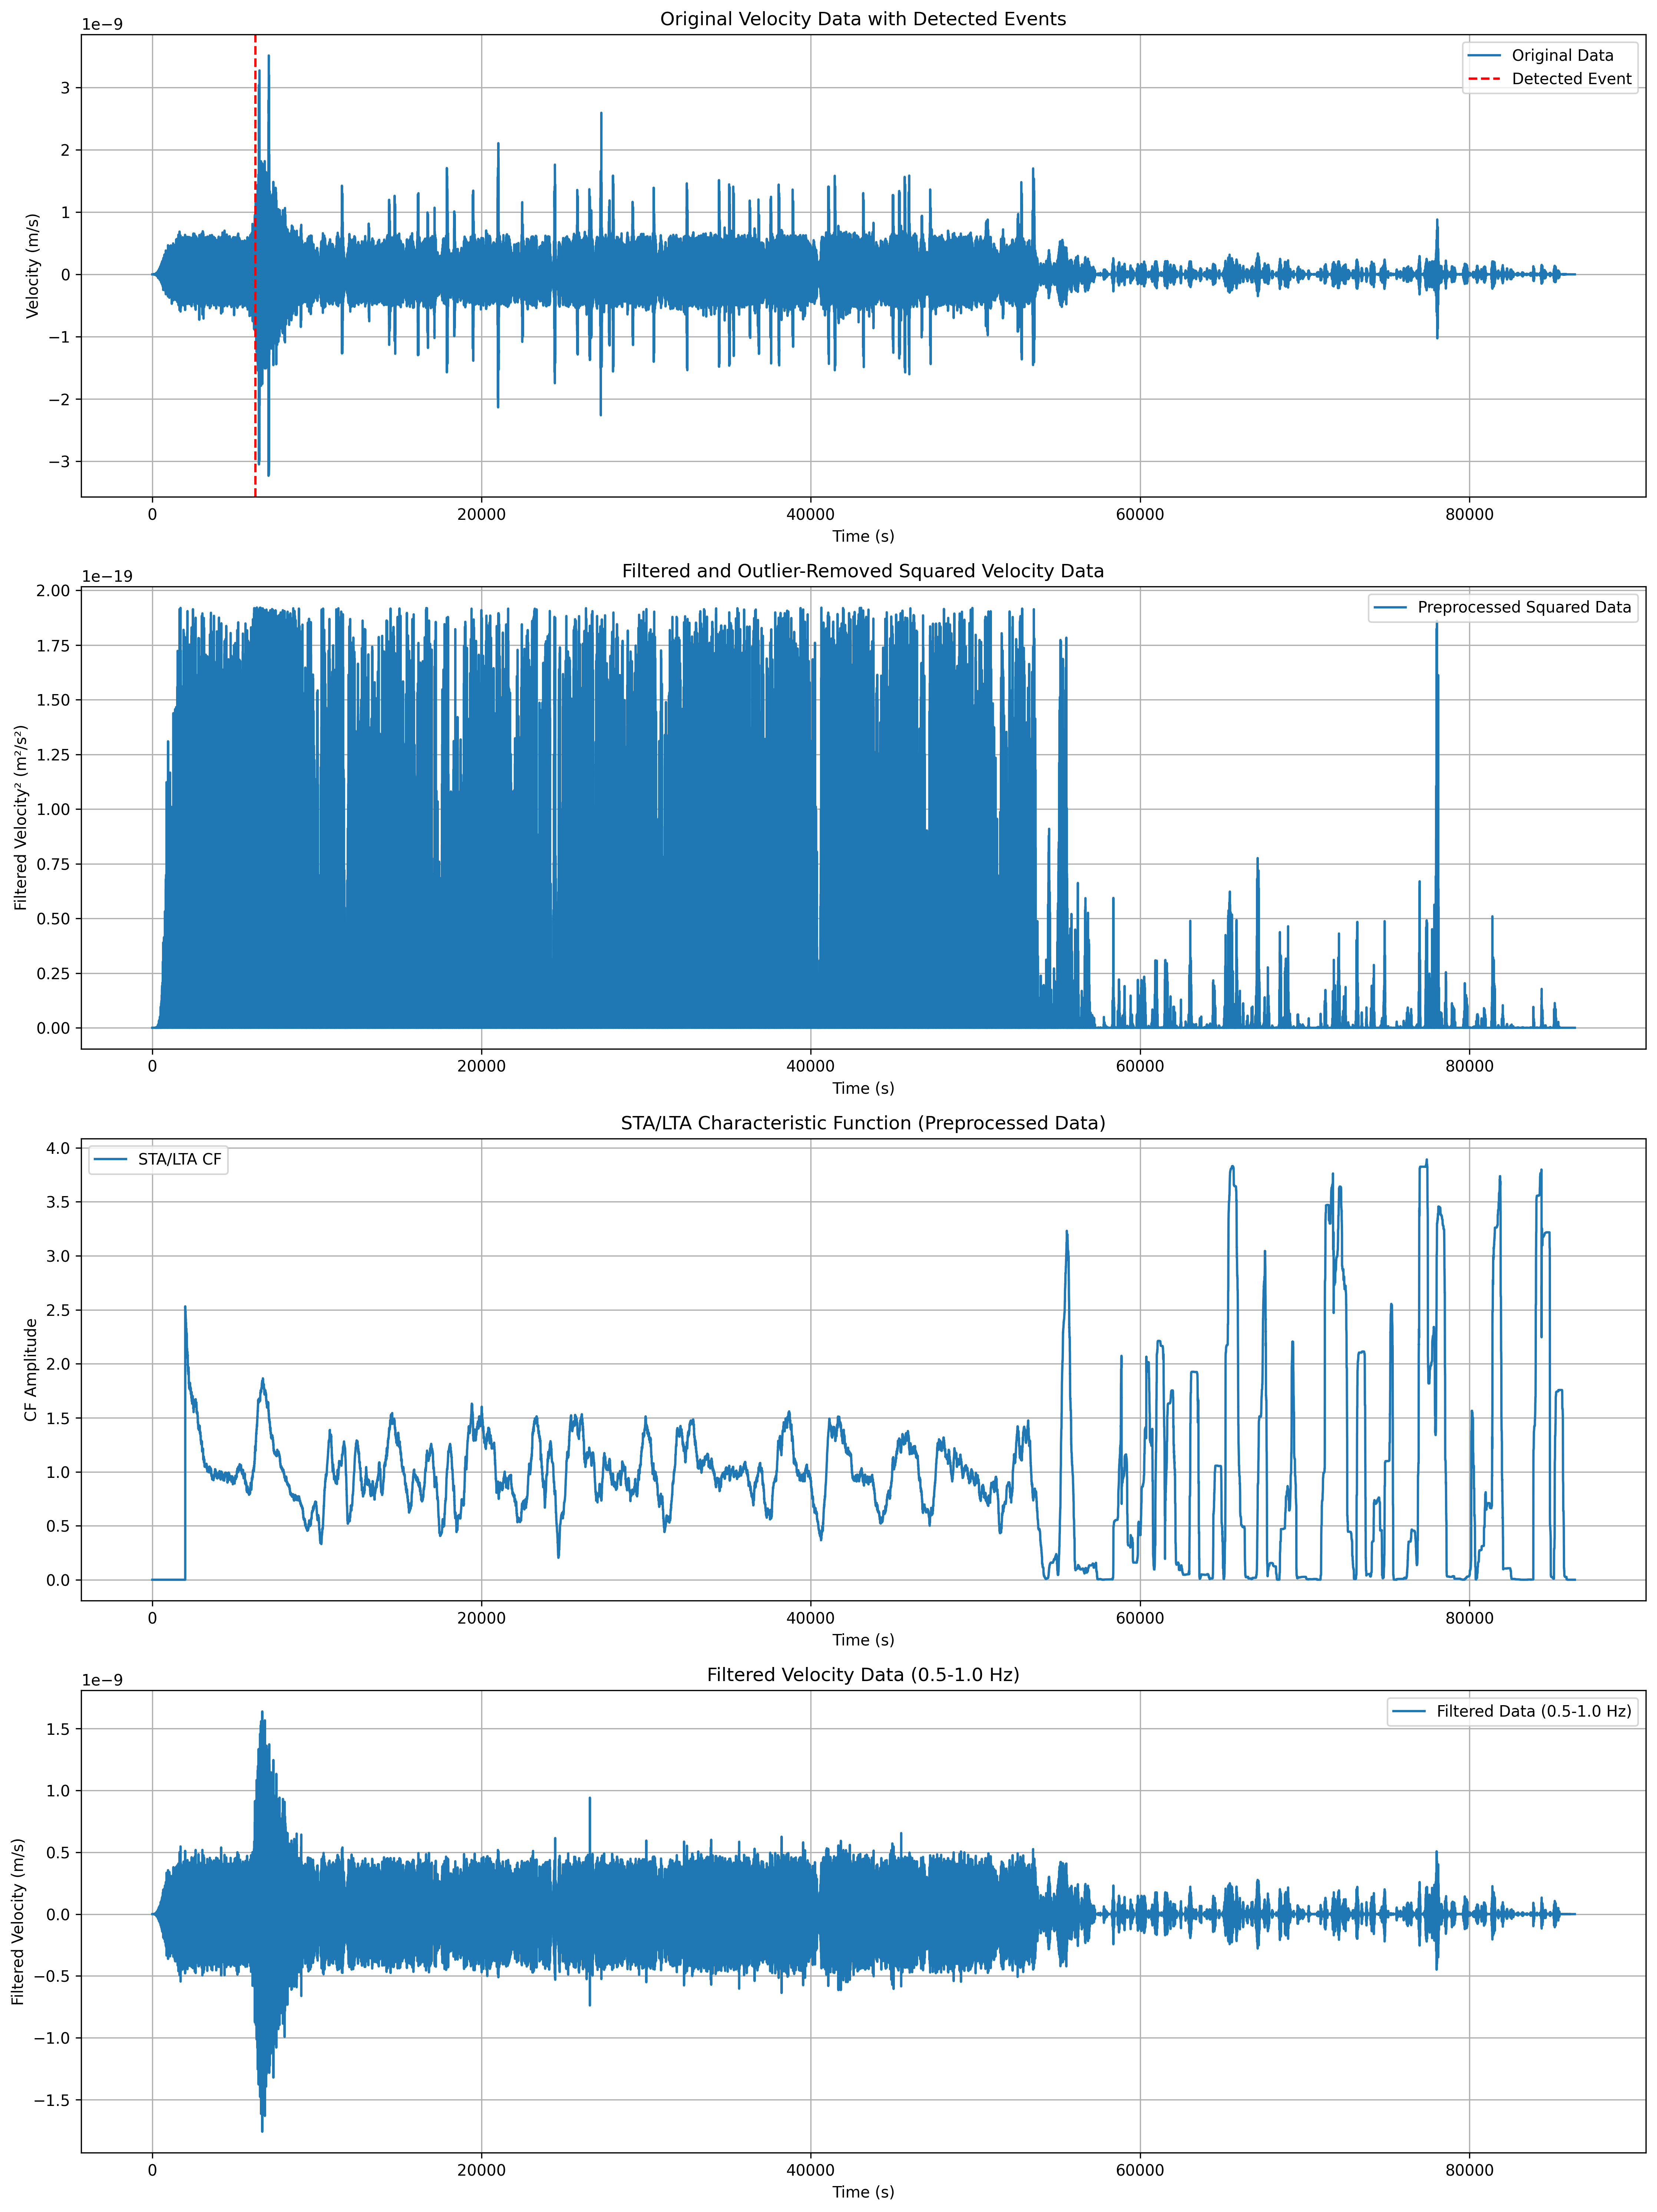 Original Velocity Data with Detected Events
1e−9
Original Data
Detected Event
3
2
1
0
−1
−2
−3
Velocity (m/s)
0 20000 40000 60000 80000
Time (s)
Filtered and Outlier-Removed Squared Velocity Data
1e−19
Preprocessed Squared Data
2.00
1.75
1.50
1.25
1.00
0.75
0.50
0.25
0.00
Filtered Velocity² (m²/s²)
0 20000 40000 60000 80000
Time (s)
STA/LTA Characteristic Function (Preprocessed Data)
STA/LTA CF
4.0
3.5
3.0
2.5
2.0
1.5
1.0
0.5
0.0
CF Amplitude
0 20000 40000 60000 80000
Time (s)
Filtered Velocity Data (0.5-1.0 Hz)
1e−9
Filtered Data (0.5-1.0 Hz)
1.5
1.0
0.5
0.0
−0.5
−1.0
−1.5
Filtered Velocity (m/s)
0 20000 40000 60000 80000
Time (s)